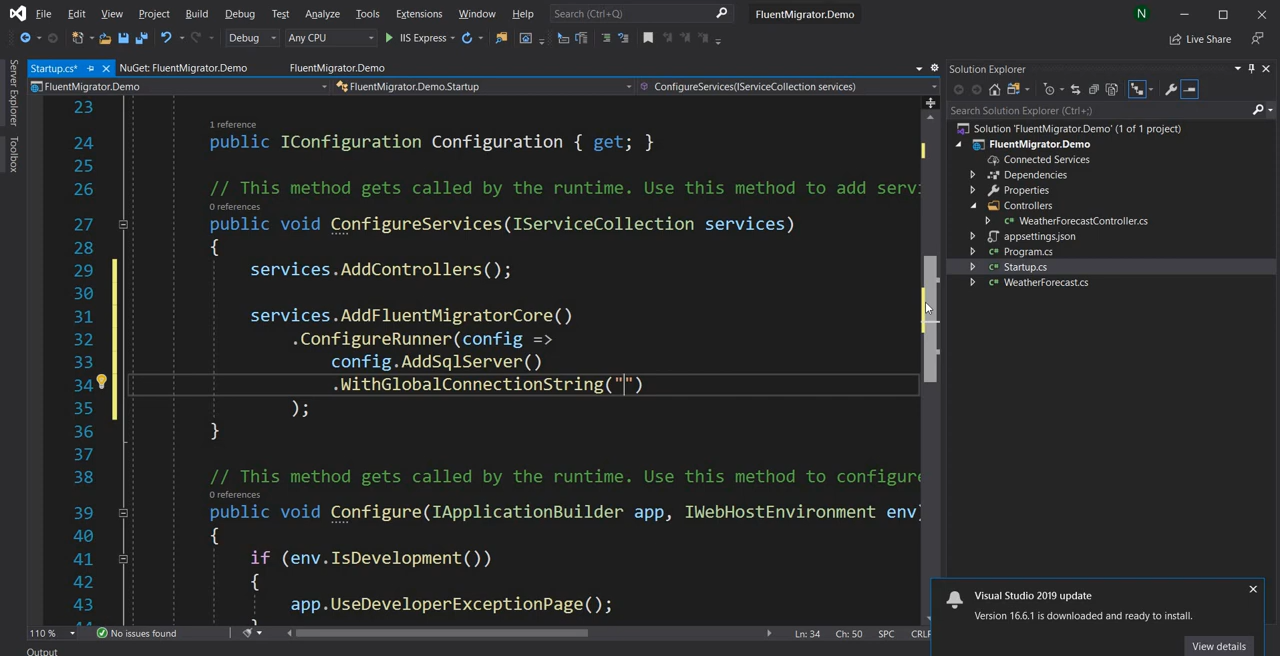 File Edit View Project Build Debug Test Analyze Tools Extensions Window Help Search (Ctrl+Q) FluentMigrator.Demo N
Debug Any CPU IIS Express Live Share
Server Explorer
Toolbox
Startup.cs* NuGet: FluentMigrator.Demo FluentMigrator.Demo
FluentMigrator.Demo FluentMigrator.Demo.Startup ConfigureServices(IServiceCollection services)
23
1 reference
24 public IConfiguration Configuration { get; }
25
26 // This method gets called by the runtime. Use this method to add serv
0 references
27 public void ConfigureServices(IServiceCollection services)
28 {
29 services.AddControllers();
30
31 services.AddFluentMigratorCore()
32 .ConfigureRunner(config =>
33 config.AddSqlServer()
34 .WithGlobalConnectionString("")
35 );
36 }
37
38 // This method gets called by the runtime. Use this method to configure
0 references
39 public void Configure(IApplicationBuilder app, IWebHostEnvironment env)
40 {
41 if (env.IsDevelopment())
42 {
43 app.UseDeveloperExceptionPage();
110 % No issues found Ln: 34 Ch: 50 SPC CRLF
Output
Solution Explorer
Search Solution Explorer (Ctrl+;)
Solution 'FluentMigrator.Demo' (1 of 1 project)
FluentMigrator.Demo
Connected Services
Dependencies
Properties
Controllers
C# WeatherForecastController.cs
appsettings.json
C# Program.cs
C# Startup.cs
C# WeatherForecast.cs
Visual Studio 2019 update
Version 16.6.1 is downloaded and ready to install.
View details